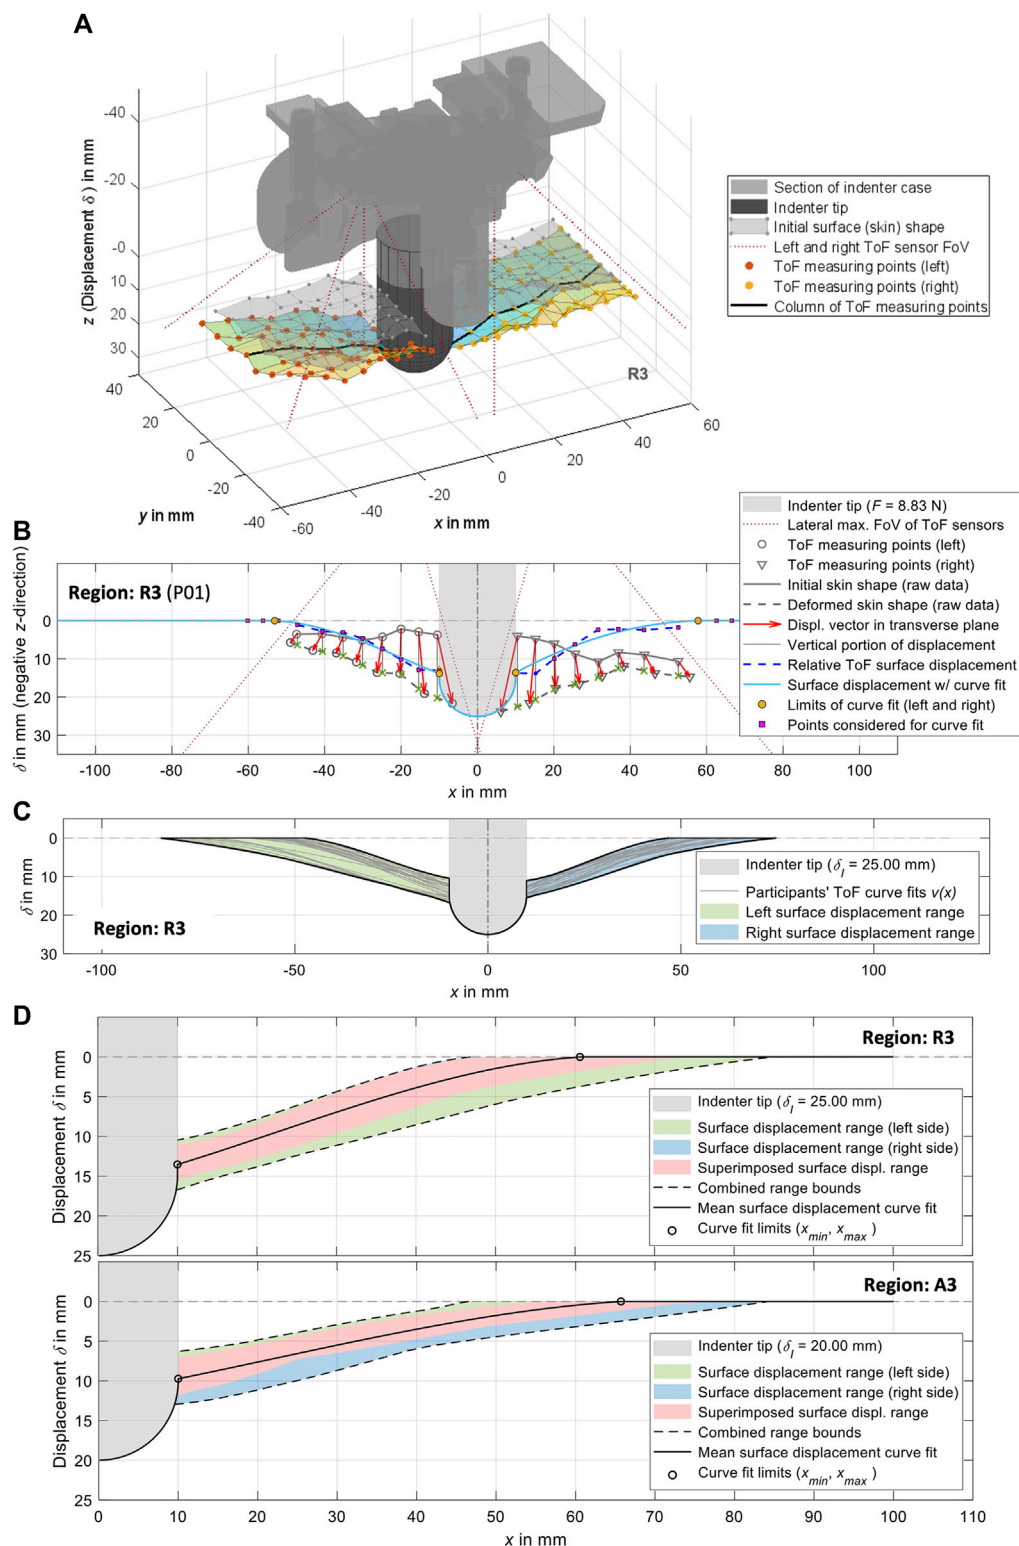 A
z (Displacement δ ) in mm
-40
-20
-0
10
20
30
40
20
0
-20
-40
-60
-40
-20
0
20
40
60
y in mm
x in mm
R3
Section of indenter case
Indenter tip
Initial surface (skin) shape
Left and right ToF sensor FoV
ToF measuring points (left)
ToF measuring points (right)
Column of ToF measuring points
B
δ in mm (negative z-direction)
Region: R3 (P01)
0
10
20
30
-100
-80
-60
-40
-20
0
20
40
60
80
100
x in mm
Indenter tip (F = 8.83 N)
Lateral max. FoV of ToF sensors
ToF measuring points (left)
ToF measuring points (right)
Initial skin shape (raw data)
Deformed skin shape (raw data)
Displ. vector in transverse plane
Vertical portion of displacement
Relative ToF surface displacement
Surface displacement w/ curve fit
Limits of curve fit (left and right)
Points considered for curve fit
C
δ in mm
0
10
20
30
Region: R3
-100
-50
0
50
100
x in mm
Indenter tip (δI = 25.00 mm)
Participants' ToF curve fits v(x)
Left surface displacement range
Right surface displacement range
D
Displacement δ in mm
0
5
10
15
20
25
Region: R3
Indenter tip (δI = 25.00 mm)
Surface displacement range (left side)
Surface displacement range (right side)
Superimposed surface displ. range
Combined range bounds
Mean surface displacement curve fit
Curve fit limits (xmin, xmax )
0
10
20
30
40
50
60
70
80
90
100
110
Displacement δ in mm
0
5
10
15
20
25
Region: A3
Indenter tip (δI = 20.00 mm)
Surface displacement range (left side)
Surface displacement range (right side)
Superimposed surface displ. range
Combined range bounds
Mean surface displacement curve fit
Curve fit limits (xmin, xmax )
0
10
20
30
40
50
60
70
80
90
100
110
x in mm